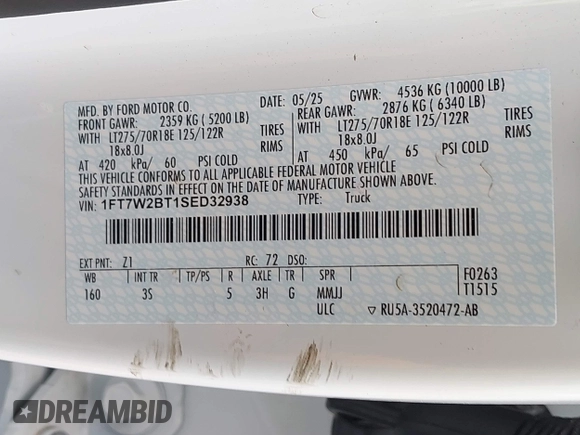 MFD. BY FORD MOTOR CO. DATE: 05/25 GVWR: 4536 KG (10000 LB)
FRONT GAWR: 2359 KG ( 5200 LB) REAR GAWR: 2876 KG ( 6340 LB)
WITH LT275/70R18E 125/122R TIRES WITH LT275/70R18E 125/122R TIRES
18x8.0J RIMS 18x8.0J RIMS
AT 420 kPa/ 60 PSI COLD AT 450 kPa/ 65 PSI COLD
THIS VEHICLE CONFORMS TO ALL APPLICABLE FEDERAL MOTOR VEHICLE
SAFETY STANDARDS IN EFFECT ON THE DATE OF MANUFACTURE SHOWN ABOVE.
VIN: 1FT7W2BT1SED32938 TYPE: Truck
EXT PNT: Z1 RC: 72 DSO:
WB INT TR TP/PS R AXLE TR SPR F0263
160 3S 5 3H G MMJJ T1515
ULC ▽ RU5A-3520472-AB
DREAMBID